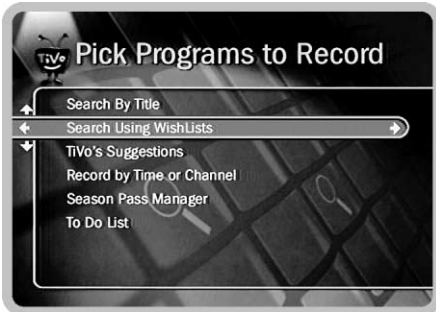 TiVo
Pick Programs to Record
Search By Title
Search Using WishLists
TiVo's Suggestions
Record by Time or Channel
Season Pass Manager
To Do List